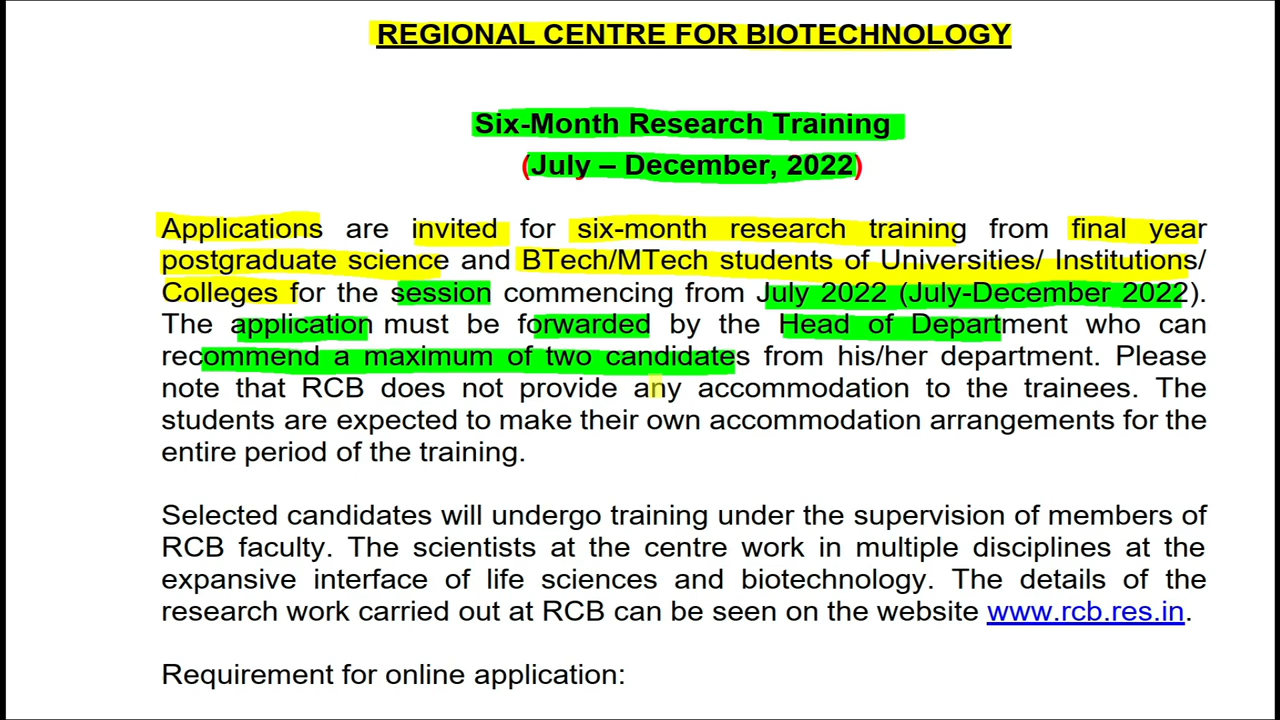 REGIONAL CENTRE FOR BIOTECHNOLOGY
Six-Month Research Training
(July – December, 2022)
Applications are invited for six-month research training from final year
postgraduate science and BTech/MTech students of Universities/ Institutions/
Colleges for the session commencing from July 2022 (July-December 2022).
The application must be forwarded by the Head of Department who can
recommend a maximum of two candidates from his/her department. Please
note that RCB does not provide any accommodation to the trainees. The
students are expected to make their own accommodation arrangements for the
entire period of the training.
Selected candidates will undergo training under the supervision of members of
RCB faculty. The scientists at the centre work in multiple disciplines at the
expansive interface of life sciences and biotechnology. The details of the
research work carried out at RCB can be seen on the website www.rcb.res.in.
Requirement for online application: